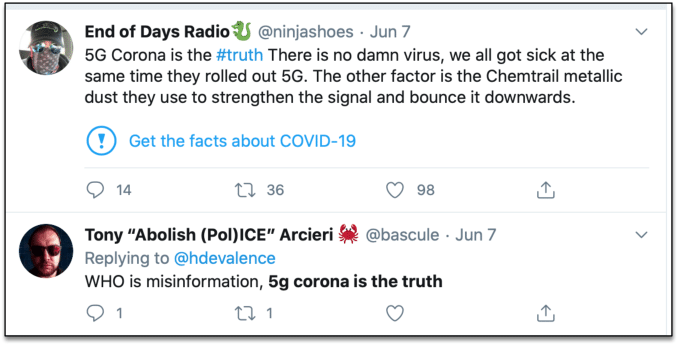 End of Days Radio @ninjashoes · Jun 7
5G Corona is the #truth There is no damn virus, we all got sick at the
same time they rolled out 5G. The other factor is the Chemtrail metallic
dust they use to strengthen the signal and bounce it downwards.
Get the facts about COVID-19
14 36 98
Tony “Abolish (Pol)ICE” Arcieri 🦀 @bascule · Jun 7
Replying to @hdevalence
WHO is misinformation, 5g corona is the truth
1 1